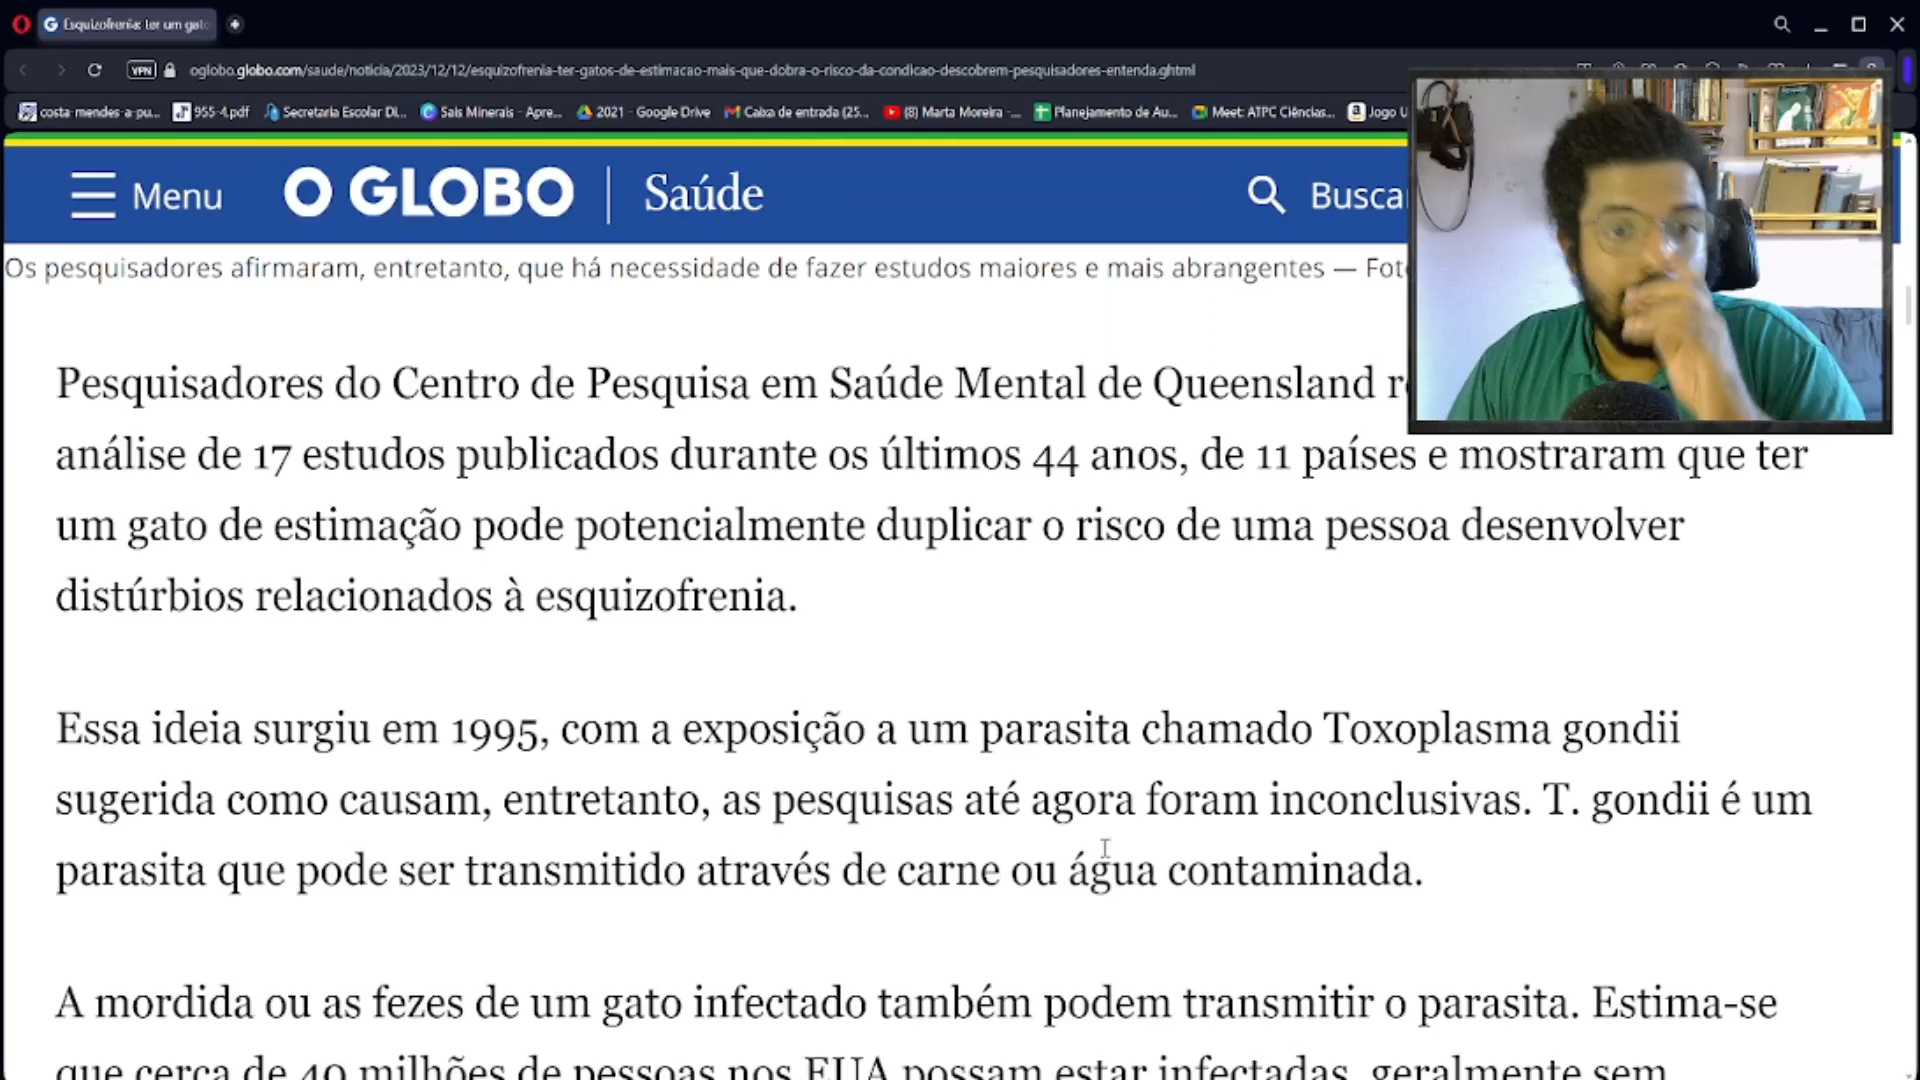 Esquizofrenia: ter um gat
VPN oglobo.globo.com/saude/noticia/2023/12/12/esquizofrenia-ter-gatos-de-estimacao-mais-que-dobra-o-risco-da-condicao-descobrem-pesquisadores-entenda.ghtml
costa-mendes-a-pu... 955-4.pdf Secretaria Escolar Di... Sais Minerais - Apre... 2021 - Google Drive Caixa de entrada (25... (8) Marta Moreira -... Planejamento de Au... Meet: ATPC Ciências... Jogo U
Menu O GLOBO Saúde Busca
Os pesquisadores afirmaram, entretanto, que há necessidade de fazer estudos maiores e mais abrangentes — Fot
Pesquisadores do Centro de Pesquisa em Saúde Mental de Queensland r
análise de 17 estudos publicados durante os últimos 44 anos, de 11 países e mostraram que ter
um gato de estimação pode potencialmente duplicar o risco de uma pessoa desenvolver
distúrbios relacionados à esquizofrenia.
Essa ideia surgiu em 1995, com a exposição a um parasita chamado Toxoplasma gondii
sugerida como causam, entretanto, as pesquisas até agora foram inconclusivas. T. gondii é um
parasita que pode ser transmitido através de carne ou água contaminada.
A mordida ou as fezes de um gato infectado também podem transmitir o parasita. Estima-se
que cerca de 40 milhões de pessoas nos EUA possam estar infectadas, geralmente sem